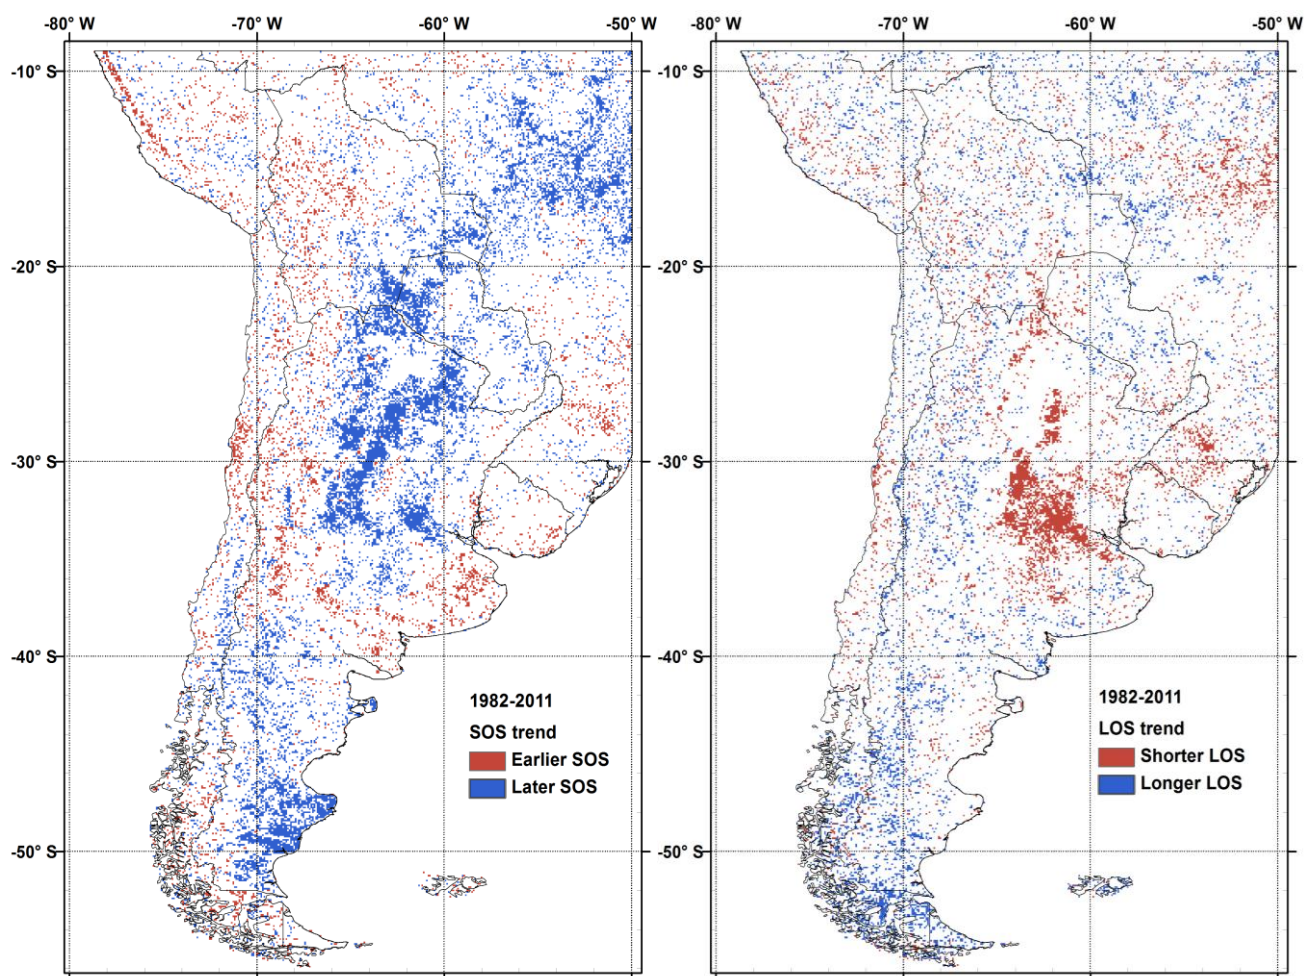 -80° W -70° W -60° W -50° W
-10° S
-20° S
-30° S
-40° S
-50° S
1982-2011
SOS trend
Earlier SOS
Later SOS
-80° W -70° W -60° W -50° W
-10° S
-20° S
-30° S
-40° S
-50° S
1982-2011
LOS trend
Shorter LOS
Longer LOS